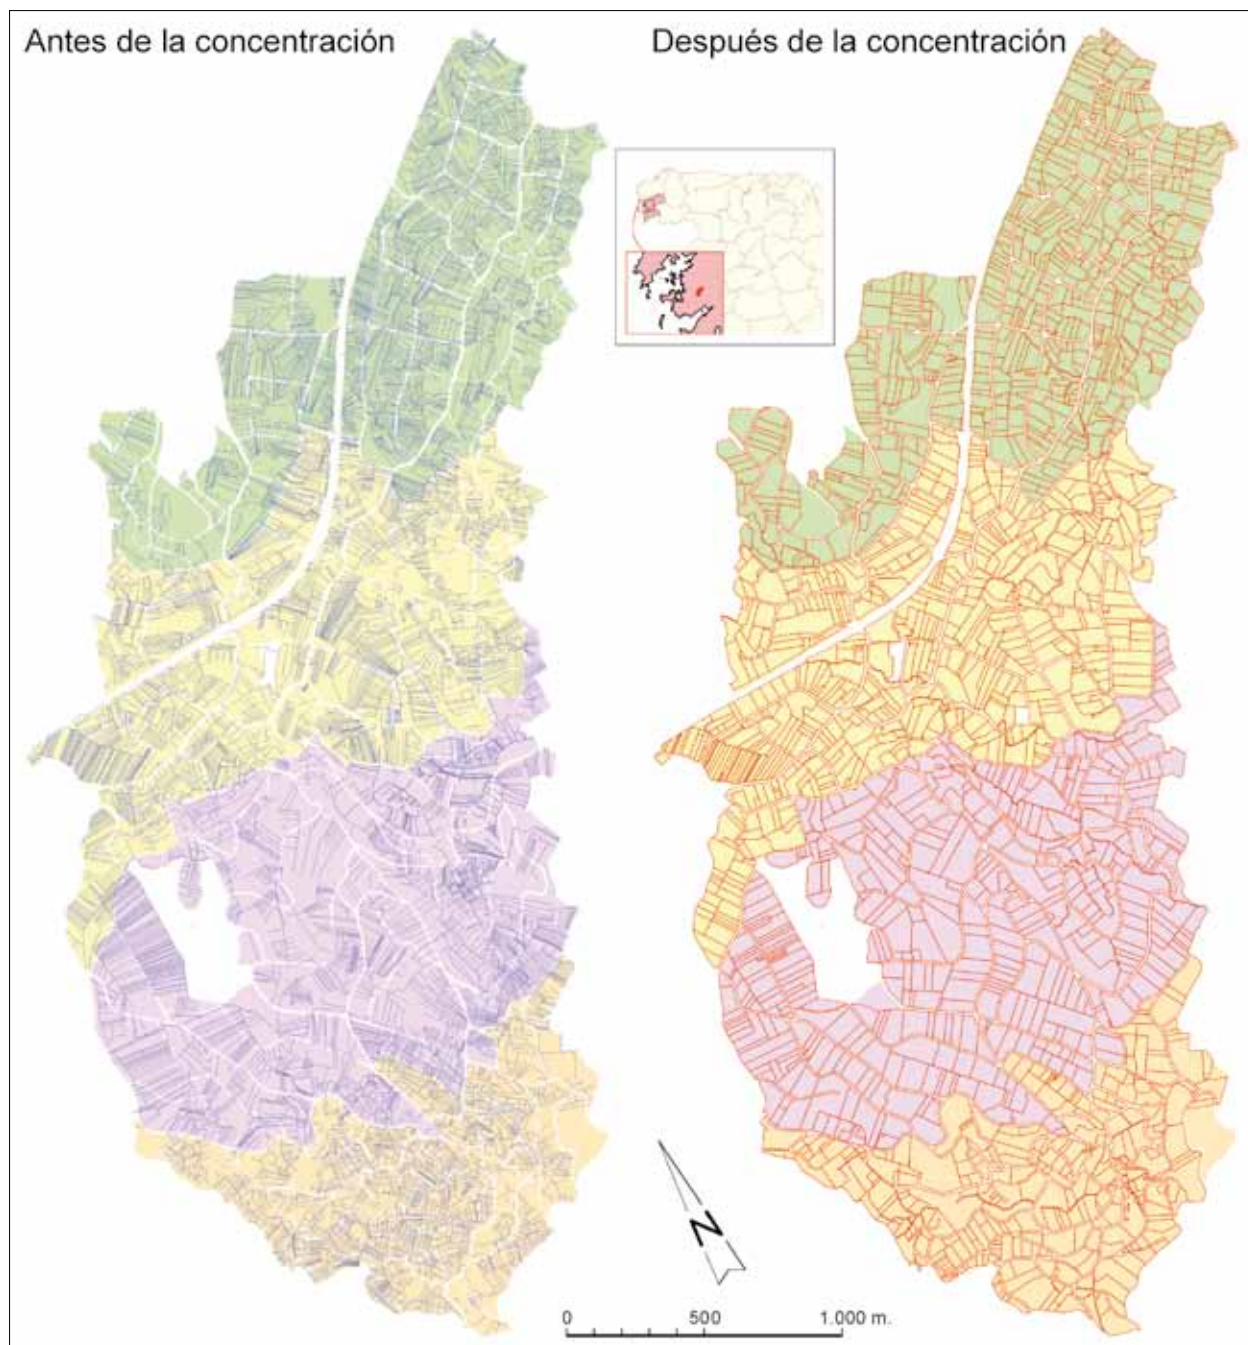 Antes de la concentración
Después de la concentración
N
0 500 1.000 m.